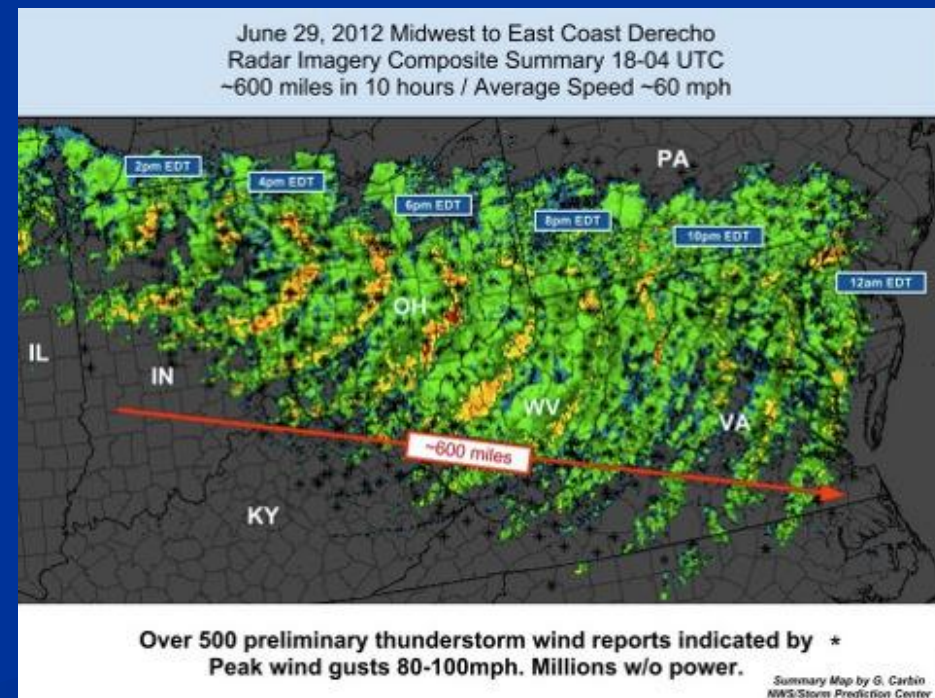 June 29, 2012 Midwest to East Coast Derecho
Radar Imagery Composite Summary 18-04 UTC
~600 miles in 10 hours / Average Speed ~60 mph
PA
2pm EDT
4pm EDT
6pm EDT
8pm EDT
10pm EDT
12am EDT
OH
IL
IN
WV
VA
~600 miles
KY
Over 500 preliminary thunderstorm wind reports indicated by *
Peak wind gusts 80-100mph. Millions w/o power.
Summary Map by G. Carbin
NWS/Storm Prediction Center